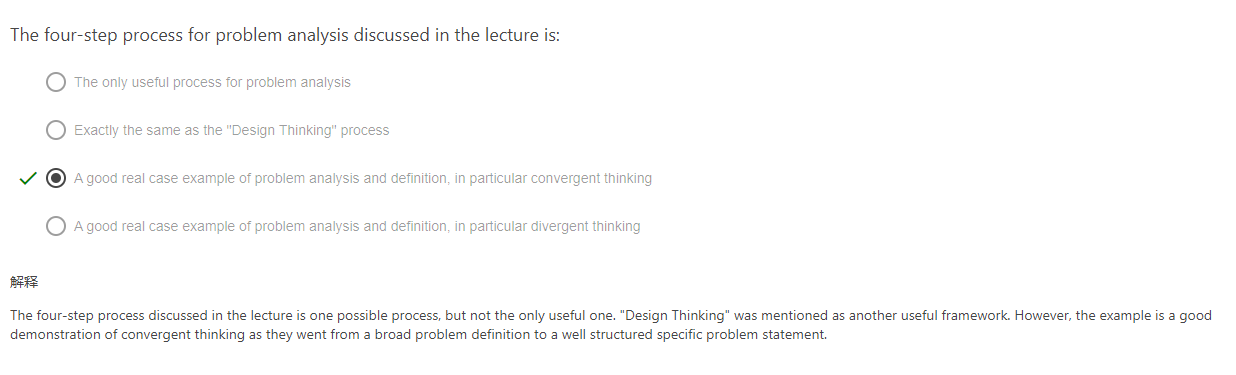 The four-step process for problem analysis discussed in the lecture is:
The only useful process for problem analysis
Exactly the same as the "Design Thinking" process
A good real case example of problem analysis and definition, in particular convergent thinking
A good real case example of problem analysis and definition, in particular divergent thinking
解释
The four-step process discussed in the lecture is one possible process, but not the only useful one. "Design Thinking" was mentioned as another useful framework. However, the example is a good
demonstration of convergent thinking as they went from a broad problem definition to a well structured specific problem statement.